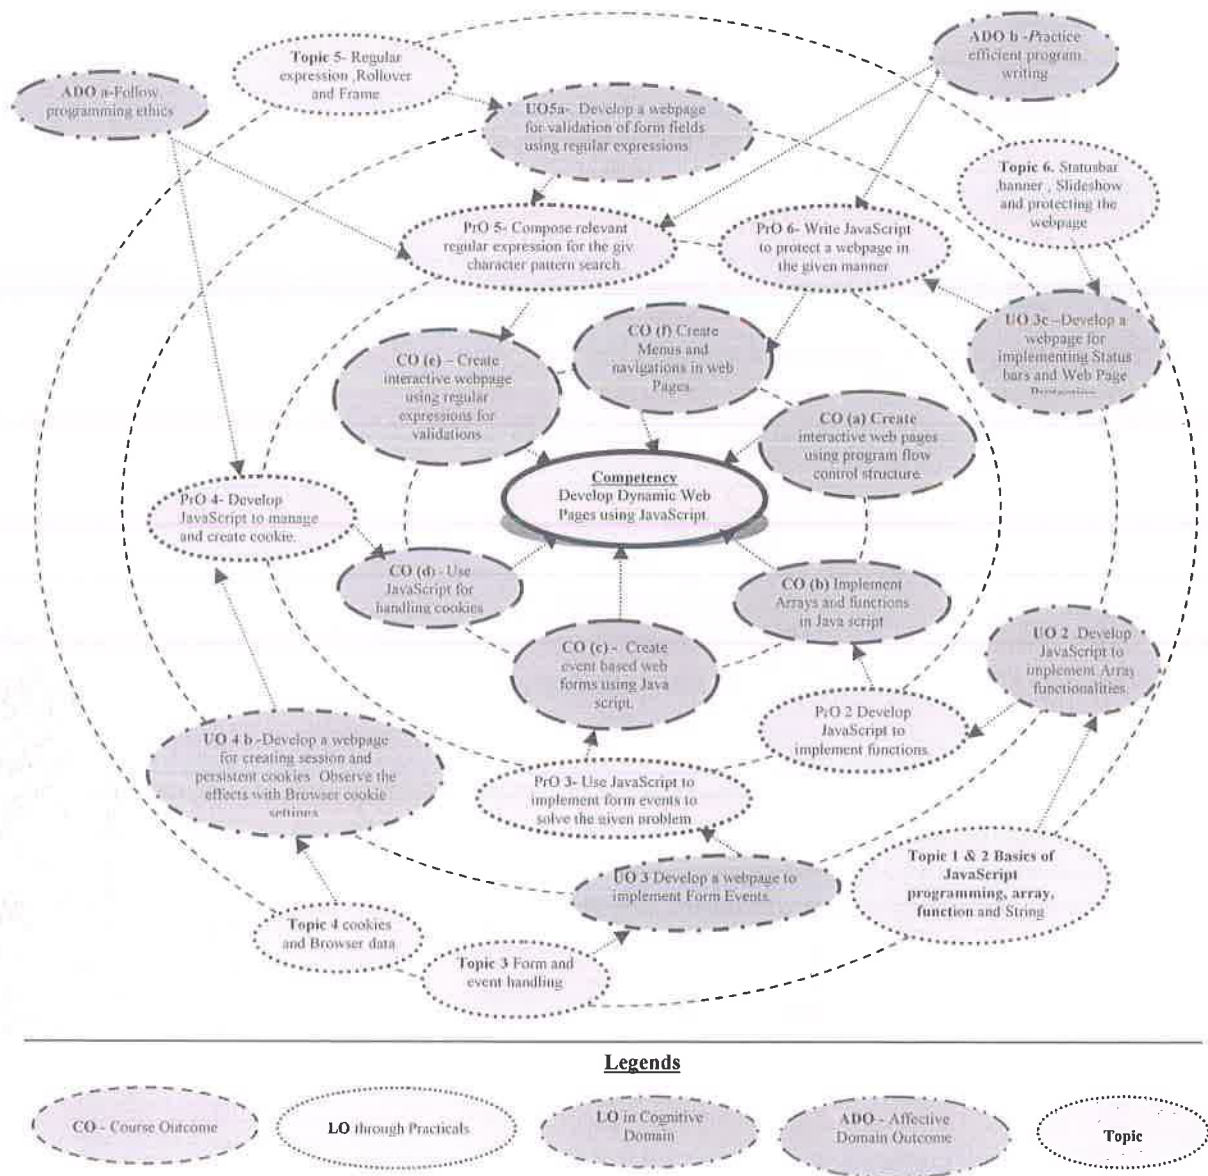 Topic 5- Regular
expression ,Rollover
and Frame
ADO b -Practice
efficient program
writing
ADO a-Follow
programming ethics
UO5a- Develop a webpage
for validation of form fields
using regular expressions
Topic 6. Statusbar
banner , Slideshow
and protecting the
webpage
PrO 5- Compose relevant
regular expression for the giv
character pattern search
PrO 6- Write JavaScript
to protect a webpage in
the given manner
UO 3c –Develop a
webpage for
implementing Status
bars and Web Page
Protection
CO (f) Create
Menus and
navigations in web
Pages.
CO (e) – Create
interactive webpage
using regular
expressions for
validations
CO (a) Create
interactive web pages
using program flow
control structure.
Competency
Develop Dynamic Web
Pages using JavaScript.
PrO 4- Develop
JavaScript to manage
and create cookie.
CO (d) - Use
JavaScript for
handling cookies
CO (b) Implement
Arrays and functions
in Java script
CO (c) - Create
event based web
forms using Java
script.
UO 2 .Develop
JavaScript to
implement Array
functionalities.
PrO 2 Develop
JavaScript to
implement functions.
UO 4 b -Develop a webpage
for creating session and
persistent cookies. Observe the
effects with Browser cookie
settings
PrO 3- Use JavaScript to
implement form events to
solve the given problem
Topic 1 & 2 Basics of
JavaScript
programming, array,
function and String
UO 3 Develop a webpage to
implement Form Events.
Topic 4 cookies
and Browser data
Topic 3 Form and
event handling
Legends
CO - Course Outcome
LO through Practicals
LO in Cognitive
Domain
ADO - Affective
Domain Outcome
Topic